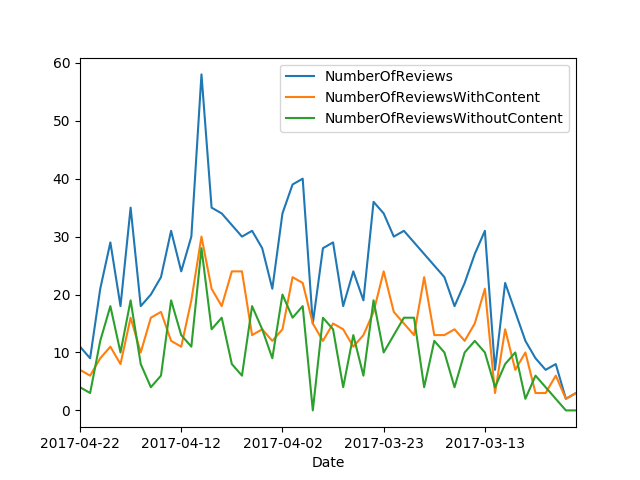 NumberOfReviews
NumberOfReviewsWithContent
NumberOfReviewsWithoutContent
60
50
40
30
20
10
0
2017-04-22 2017-04-12 2017-04-02 2017-03-23 2017-03-13
Date